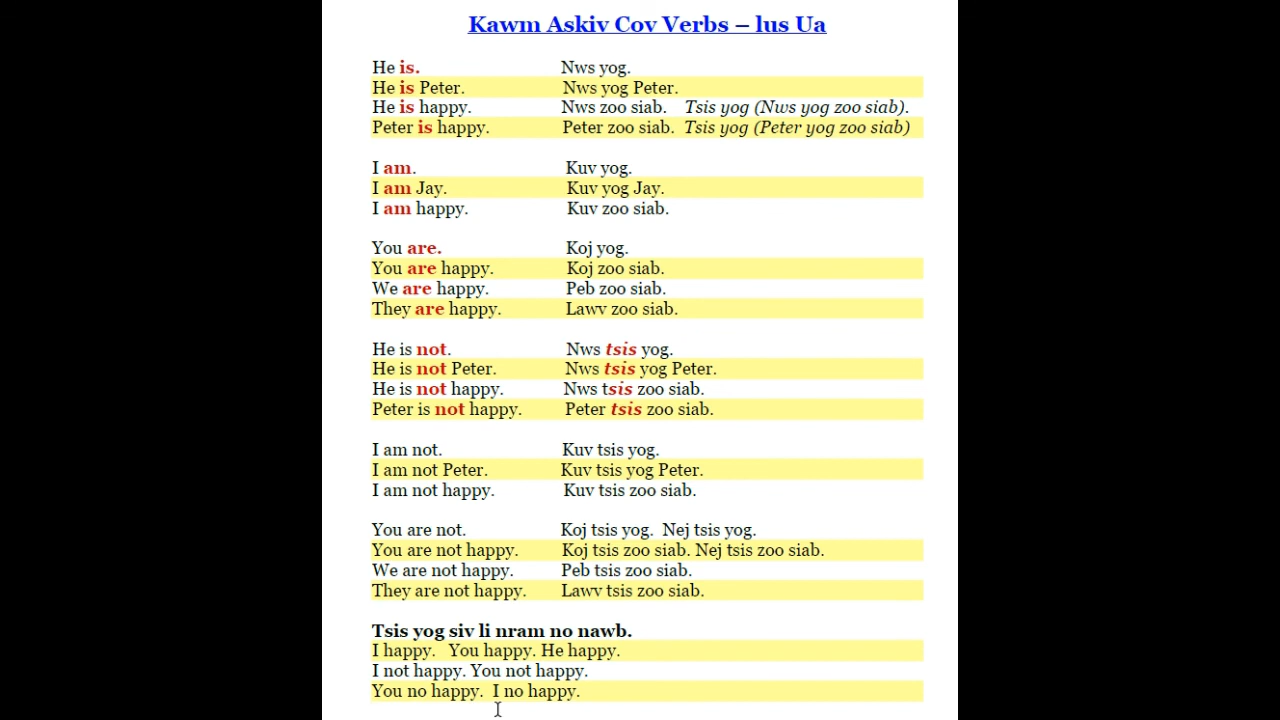 Kawm Askiv Cov Verbs – lus Ua
He is. Nws yog.
He is Peter. Nws yog Peter.
He is happy. Nws zoo siab. Tsis yog (Nws yog zoo siab).
Peter is happy. Peter zoo siab. Tsis yog (Peter yog zoo siab)
I am. Kuv yog.
I am Jay. Kuv yog Jay.
I am happy. Kuv zoo siab.
You are. Koj yog.
You are happy. Koj zoo siab.
We are happy. Peb zoo siab.
They are happy. Lawv zoo siab.
He is not. Nws tsis yog.
He is not Peter. Nws tsis yog Peter.
He is not happy. Nws tsis zoo siab.
Peter is not happy. Peter tsis zoo siab.
I am not. Kuv tsis yog.
I am not Peter. Kuv tsis yog Peter.
I am not happy. Kuv tsis zoo siab.
You are not. Koj tsis yog. Nej tsis yog.
You are not happy. Koj tsis zoo siab. Nej tsis zoo siab.
We are not happy. Peb tsis zoo siab.
They are not happy. Lawv tsis zoo siab.
Tsis yog siv li nram no nawb.
I happy. You happy. He happy.
I not happy. You not happy.
You no happy. I no happy.